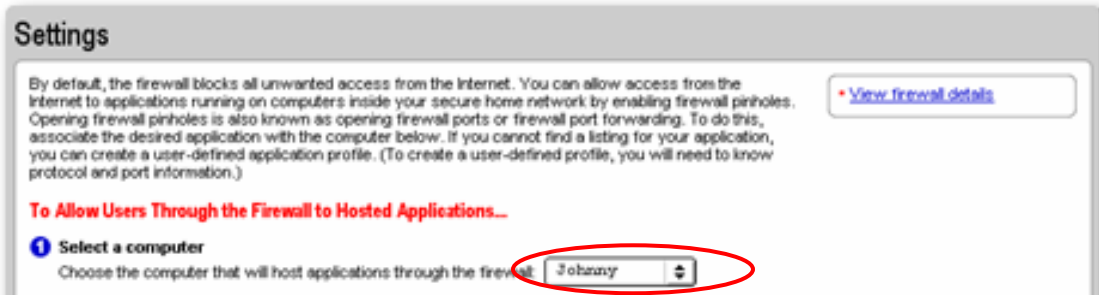 Settings
By default, the firewall blocks all unwanted access from the Internet. You can allow access from the
Internet to applications running on computers inside your secure home network by enabling firewall pinholes.
Opening firewall pinholes is also known as opening firewall ports or firewall port forwarding. To do this,
associate the desired application with the computer below. If you cannot find a listing for your application,
you can create a user-defined application profile. (To create a user-defined profile, you will need to know
protocol and port information.)
• View firewall details
To Allow Users Through the Firewall to Hosted Applications...
1 Select a computer
Choose the computer that will host applications through the firewall: Johnny